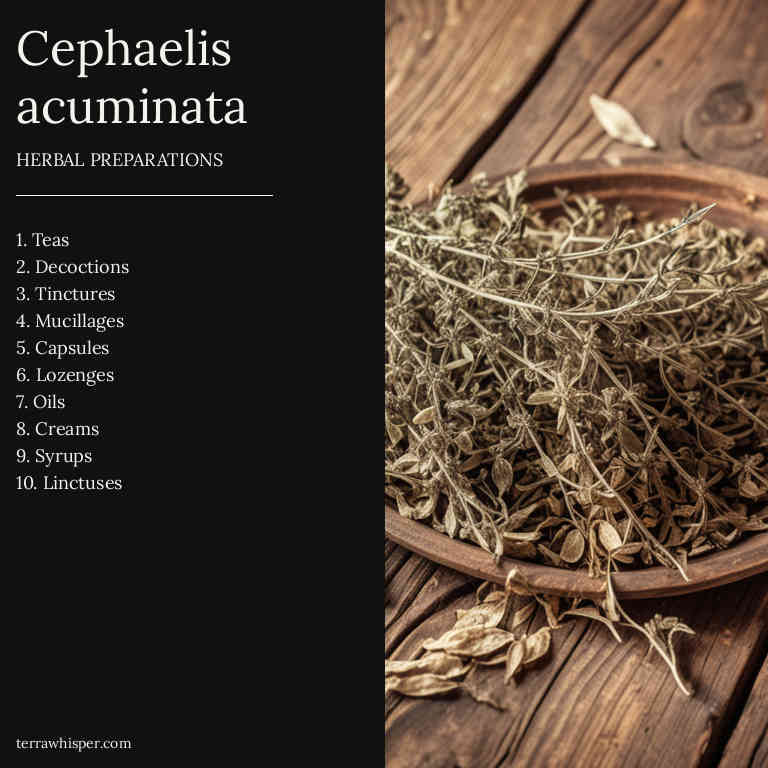 Cephaelis
acuminata
HERBAL PREPARATIONS
1. Teas
2. Decoctions
3. Tinctures
4. Mucillages
5. Capsules
6. Lozenges
7. Oils
8. Creams
9. Syrups
10. Linctuses
terrawhisper.com